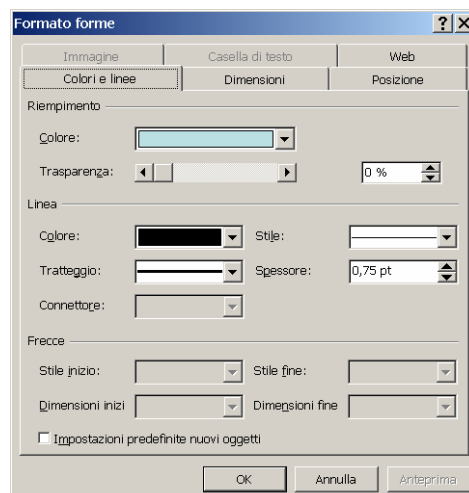 Formato forme
Immagine Casella di testo Web
Colori e linee Dimensioni Posizione
Riempimento
Colore:
Trasparenza: 0 %
Linea
Colore: Stile:
Tratteggio: Spessore: 0,75 pt
Connettore:
Frecce
Stile inizio: Stile fine:
Dimensioni inizi Dimensioni fine
Impostazioni predefinite nuovi oggetti
OK Annulla Anteprima